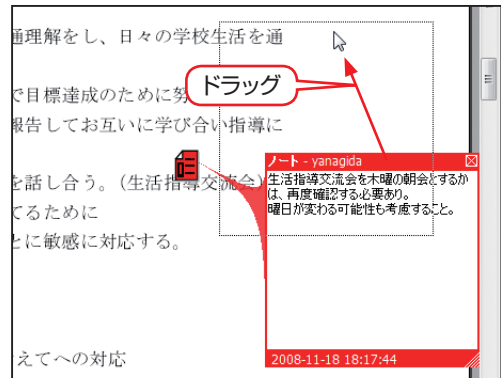 通理解をし、日々の学校生活を通
で目標達成のために努
ドラッグ
報告してお互いに学び合い指導に
を話し合う。(生活指導交流会)
てるために
とに敏感に対応する。
ノート - yanagida
生活指導交流会を木曜の朝会とするか
は、再度確認する必要あり。
曜日が変わる可能性も考慮すること。
2008-11-18 18:17:44
えてへの対応